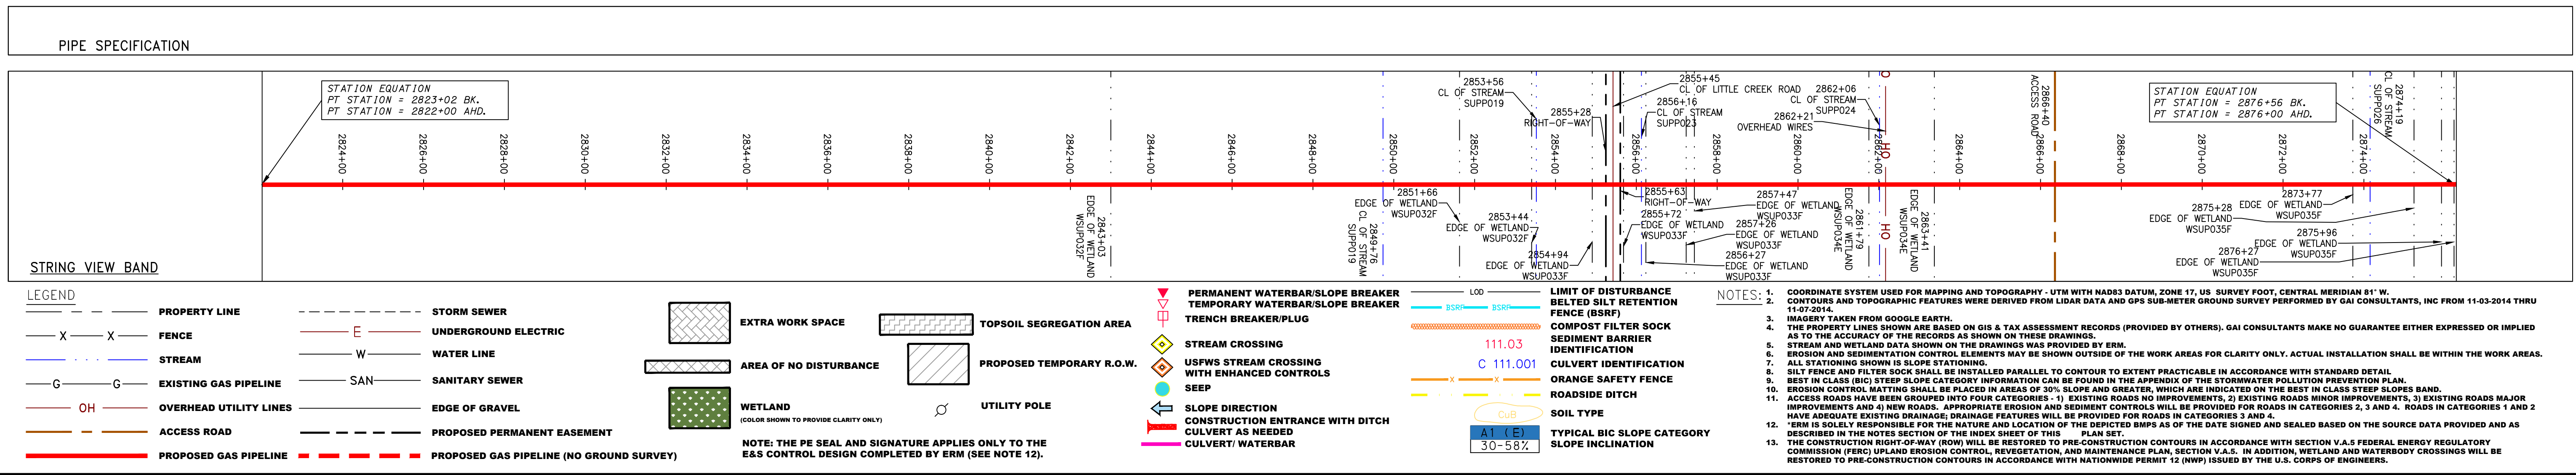 PIPE SPECIFICATION
STATION EQUATION
PT STATION = 2823+02 BK.
PT STATION = 2822+00 AHD.
2824+00
2826+00
2828+00
2830+00
2832+00
2834+00
2836+00
2838+00
2840+00
2842+00
2844+00
2846+00
2848+00
2850+00
2852+00
2854+00
2856+00
2858+00
2860+00
2862+00
2864+00
2866+00
2868+00
2870+00
2872+00
2874+00
2853+56
CL OF STREAM
SUPP019
2855+28
RIGHT-OF-WAY
2855+45
CL OF LITTLE CREEK ROAD
2856+16
CL OF STREAM
SUPP023
2862+06
CL OF STREAM
SUPP024
2862+21
OVERHEAD WIRES
OH
OH
2866+40
ACCESS ROAD
STATION EQUATION
PT STATION = 2876+56 BK.
PT STATION = 2876+00 AHD.
2874+19
CL OF STREAM
SUPP026
2843+03
EDGE OF WETLAND
WSUP032F
2849+76
CL OF STREAM
SUPP019
2851+66
EDGE OF WETLAND
WSUP032F
2853+44
EDGE OF WETLAND
WSUP032F
2854+94
EDGE OF WETLAND
WSUP033F
2855+63
RIGHT-OF-WAY
2855+72
EDGE OF WETLAND
WSUP033F
2856+27
EDGE OF WETLAND
WSUP033F
2857+47
EDGE OF WETLAND
WSUP033F
2857+26
EDGE OF WETLAND
WSUP033F
2861+79
EDGE OF WETLAND
WSUP034E
2863+41
EDGE OF WETLAND
WSUP034E
2873+77
EDGE OF WETLAND
WSUP035F
2875+28
EDGE OF WETLAND
WSUP035F
2875+96
EDGE OF WETLAND
WSUP035F
2876+27
EDGE OF WETLAND
WSUP035F
STRING VIEW BAND
LEGEND
PROPERTY LINE
X X FENCE
STREAM
G G EXISTING GAS PIPELINE
OH OVERHEAD UTILITY LINES
ACCESS ROAD
PROPOSED GAS PIPELINE
STORM SEWER
E UNDERGROUND ELECTRIC
W WATER LINE
SAN SANITARY SEWER
EDGE OF GRAVEL
PROPOSED PERMANENT EASEMENT
PROPOSED GAS PIPELINE (NO GROUND SURVEY)
EXTRA WORK SPACE
AREA OF NO DISTURBANCE
WETLAND
(COLOR SHOWN TO PROVIDE CLARITY ONLY)
NOTE: THE PE SEAL AND SIGNATURE APPLIES ONLY TO THE
E&S CONTROL DESIGN COMPLETED BY ERM (SEE NOTE 12).
TOPSOIL SEGREGATION AREA
PROPOSED TEMPORARY R.O.W.
UTILITY POLE
PERMANENT WATERBAR/SLOPE BREAKER
TEMPORARY WATERBAR/SLOPE BREAKER
TRENCH BREAKER/PLUG
STREAM CROSSING
USFWS STREAM CROSSING
WITH ENHANCED CONTROLS
SEEP
SLOPE DIRECTION
CONSTRUCTION ENTRANCE WITH DITCH
CULVERT AS NEEDED
CULVERT/ WATERBAR
LOD LIMIT OF DISTURBANCE
BSRF BSRF BELTED SILT RETENTION
FENCE (BSRF)
COMPOST FILTER SOCK
111.03 SEDIMENT BARRIER
IDENTIFICATION
C 111.001 CULVERT IDENTIFICATION
X X ORANGE SAFETY FENCE
ROADSIDE DITCH
CuB SOIL TYPE
A1 (E) TYPICAL BIC SLOPE CATEGORY
30-58% SLOPE INCLINATION
NOTES:
1. COORDINATE SYSTEM USED FOR MAPPING AND TOPOGRAPHY - UTM WITH NAD83 DATUM, ZONE 17, US SURVEY FOOT, CENTRAL MERIDIAN 81° W.
2. CONTOURS AND TOPOGRAPHIC FEATURES WERE DERIVED FROM LIDAR DATA AND GPS SUB-METER GROUND SURVEY PERFORMED BY GAI CONSULTANTS, INC FROM 11-03-2014 THRU
11-07-2014.
3. IMAGERY TAKEN FROM GOOGLE EARTH.
4. THE PROPERTY LINES SHOWN ARE BASED ON GIS & TAX ASSESSMENT RECORDS (PROVIDED BY OTHERS). GAI CONSULTANTS MAKE NO GUARANTEE EITHER EXPRESSED OR IMPLIED
AS TO THE ACCURACY OF THE RECORDS AS SHOWN ON THESE DRAWINGS.
5. STREAM AND WETLAND DATA SHOWN ON THE DRAWINGS WAS PROVIDED BY ERM.
6. EROSION AND SEDIMENTATION CONTROL ELEMENTS MAY BE SHOWN OUTSIDE OF THE WORK AREAS FOR CLARITY ONLY. ACTUAL INSTALLATION SHALL BE WITHIN THE WORK AREAS.
7. ALL STATIONING SHOWN IS SLOPE STATIONING.
8. SILT FENCE AND FILTER SOCK SHALL BE INSTALLED PARALLEL TO CONTOUR TO EXTENT PRACTICABLE IN ACCORDANCE WITH STANDARD DETAIL
9. BEST IN CLASS (BIC) STEEP SLOPE CATEGORY INFORMATION CAN BE FOUND IN THE APPENDIX OF THE STORMWATER POLLUTION PREVENTION PLAN.
10. EROSION CONTROL MATTING SHALL BE PLACED IN AREAS OF 30% SLOPE AND GREATER, WHICH ARE INDICATED ON THE BEST IN CLASS STEEP SLOPES BAND.
11. ACCESS ROADS HAVE BEEN GROUPED INTO FOUR CATEGORIES - 1) EXISTING ROADS NO IMPROVEMENTS, 2) EXISTING ROADS MINOR IMPROVEMENTS, 3) EXISTING ROADS MAJOR
IMPROVEMENTS AND 4) NEW ROADS. APPROPRIATE EROSION AND SEDIMENT CONTROLS WILL BE PROVIDED FOR ROADS IN CATEGORIES 2, 3 AND 4. ROADS IN CATEGORIES 1 AND 2
HAVE ADEQUATE EXISTING DRAINAGE; DRAINAGE FEATURES WILL BE PROVIDED FOR ROADS IN CATEGORIES 3 AND 4.
12. *ERM IS SOLELY RESPONSIBLE FOR THE NATURE AND LOCATION OF THE DEPICTED BMPS AS OF THE DATE SIGNED AND SEALED BASED ON THE SOURCE DATA PROVIDED AND AS
DESCRIBED IN THE NOTES SECTION OF THE INDEX SHEET OF THIS PLAN SET.
13. THE CONSTRUCTION RIGHT-OF-WAY (ROW) WILL BE RESTORED TO PRE-CONSTRUCTION CONTOURS IN ACCORDANCE WITH SECTION V.A.5 FEDERAL ENERGY REGULATORY
COMMISSION (FERC) UPLAND EROSION CONTROL, REVEGETATION, AND MAINTENANCE PLAN, SECTION V.A.5. IN ADDITION, WETLAND AND WATERBODY CROSSINGS WILL BE
RESTORED TO PRE-CONSTRUCTION CONTOURS IN ACCORDANCE WITH NATIONWIDE PERMIT 12 (NWP) ISSUED BY THE U.S. CORPS OF ENGINEERS.